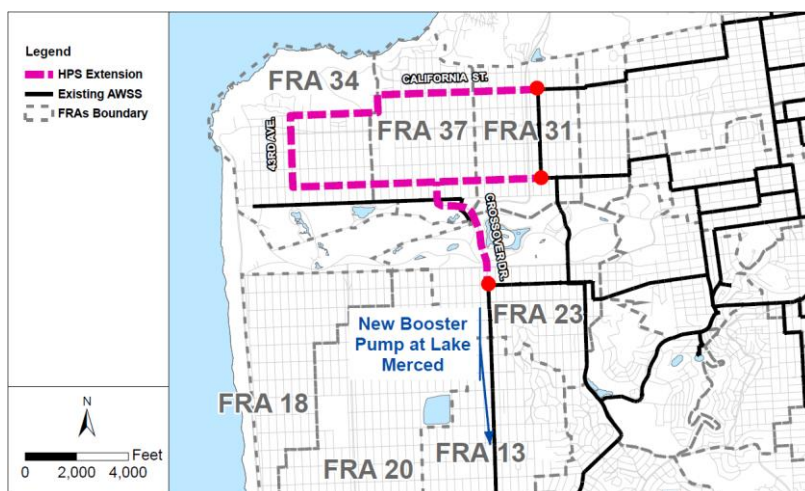 Legend
HPS Extension
Existing AWSS
FRAs Boundary
FRA 34
CALIFORNIA ST.
43RD AVE.
FRA 37
FRA 31
CROSSOVER DR.
New Booster
Pump at Lake
Merced
FRA 23
FRA 18
FRA 13
FRA 20
N
Feet
0 2,000 4,000